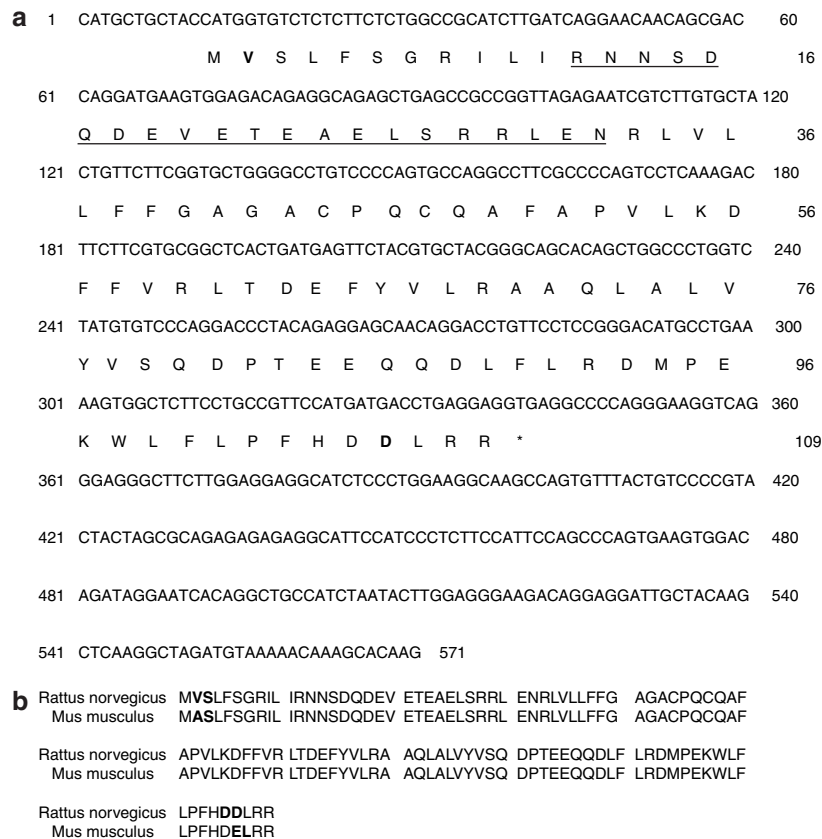 a 1 CATGCTGCTACCATGGTGTCTCTCTTCTCTGGCCGCATCTTGATCAGGAACAACAGCGAC 60
M V S L F S G R I L I R N N S D 16
61 CAGGATGAAGTGGAGACAGAGGCAGAGCTGAGCCGCCGGTTAGAGAATCGTCTTGTGCTA 120
Q D E V E T E A E L S R R L E N R L V L 36
121 CTGTTCTTCGGTGCTGGGGCCTGTCCCCAGTGCCAGGCCTTCGCCCCAGTCCTCAAAGAC 180
L F F G A G A C P Q C Q A F A P V L K D 56
181 TTCTTCGTGCGGCTCACTGATGAGTTCTACGTGCTACGGGCAGCACAGCTGGCCCTGGTC 240
F F V R L T D E F Y V L R A A Q L A L V 76
241 TATGTGTCCCAGGACCCTACAGAGGAGCAACAGGACCTGTTCCTCCGGGACATGCCTGAA 300
Y V S Q D P T E E Q Q D L F L R D M P E 96
301 AAGTGGCTCTTCCTGCCGTTCCATGATGACCTGAGGAGGTGAGGCCCCAGGGAAGGTCAG 360
K W L F L P F H D D L R R * 109
361 GGAGGGCTTCTTGGAGGAGGCATCTCCCTGGAAGGCAAGCCAGTGTTTACTGTCCCCGTA 420
421 CTACTAGCGCAGAGAGAGAGGCATTCCATCCCTCTTCCATTCCAGCCCAGTGAAGTGGAC 480
481 AGATAGGAATCACAGGCTGCCATCTAATACTTGGAGGGAAGACAGGAGGATTGCTACAAG 540
541 CTCAAGGCTAGATGTAAAAACAAAGCACAAG 571
b Rattus norvegicus MVSLFSGRIL IRNNSDQDEV ETEAELSRRL ENRLVLLFFG AGACPQCQAF
Mus musculus MASLFSGRIL IRNNSDQDEV ETEAELSRRL ENRLVLLFFG AGACPQCQAF
Rattus norvegicus APVLKDFFVR LTDEFYVLRA AQLALVYVSQ DPTEEQQDLF LRDMPEKWLF
Mus musculus APVLKDFFVR LTDEFYVLRA AQLALVYVSQ DPTEEQQDLF LRDMPEKWLF
Rattus norvegicus LPFHDDLRR
Mus musculus LPFHDELRR